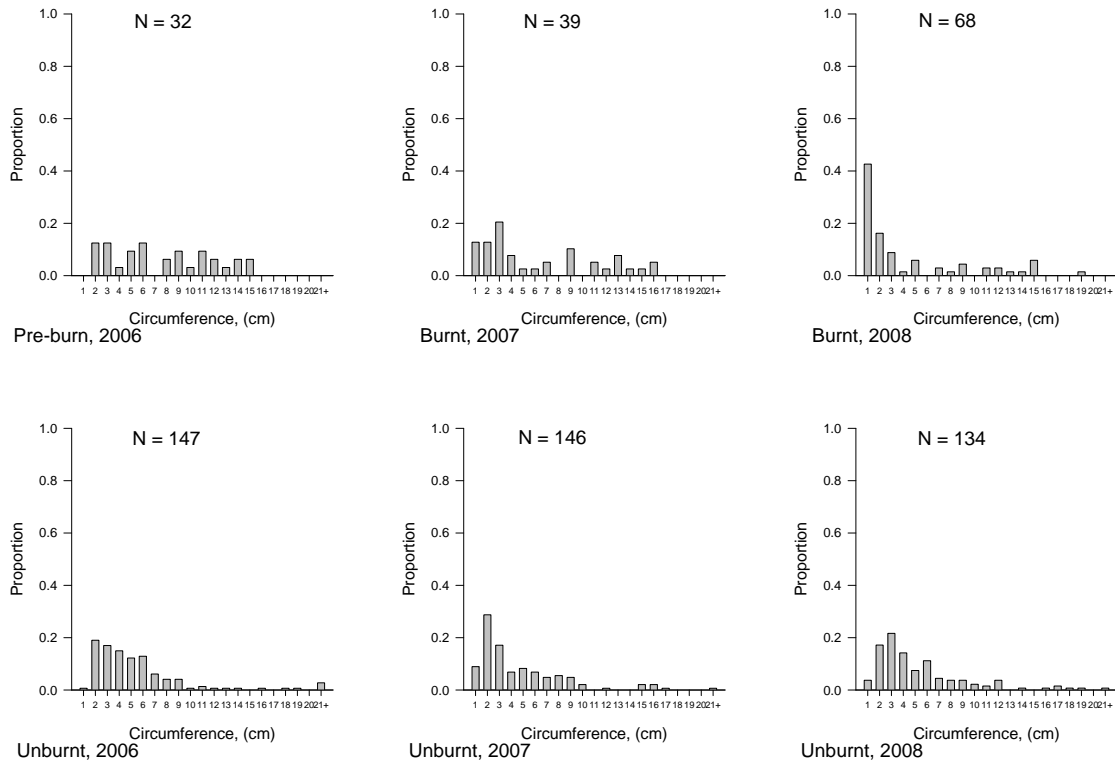 N = 32
1.0
0.8
0.6
0.4
0.2
0.0
Proportion
1 2 3 4 5 6 7 8 9 10 11 12 13 14 15 16 17 18 19 20 21+
Circumference, (cm)
Pre-burn, 2006
N = 39
1.0
0.8
0.6
0.4
0.2
0.0
Proportion
1 2 3 4 5 6 7 8 9 10 11 12 13 14 15 16 17 18 19 20 21+
Circumference, (cm)
Burnt, 2007
N = 68
1.0
0.8
0.6
0.4
0.2
0.0
Proportion
1 2 3 4 5 6 7 8 9 10 11 12 13 14 15 16 17 18 19 20 21+
Circumference, (cm)
Burnt, 2008
N = 147
1.0
0.8
0.6
0.4
0.2
0.0
Proportion
1 2 3 4 5 6 7 8 9 10 11 12 13 14 15 16 17 18 19 20 21+
Circumference, (cm)
Unburnt, 2006
N = 146
1.0
0.8
0.6
0.4
0.2
0.0
Proportion
1 2 3 4 5 6 7 8 9 10 11 12 13 14 15 16 17 18 19 20 21+
Circumference, (cm)
Unburnt, 2007
N = 134
1.0
0.8
0.6
0.4
0.2
0.0
Proportion
1 2 3 4 5 6 7 8 9 10 11 12 13 14 15 16 17 18 19 20 21+
Circumference, (cm)
Unburnt, 2008